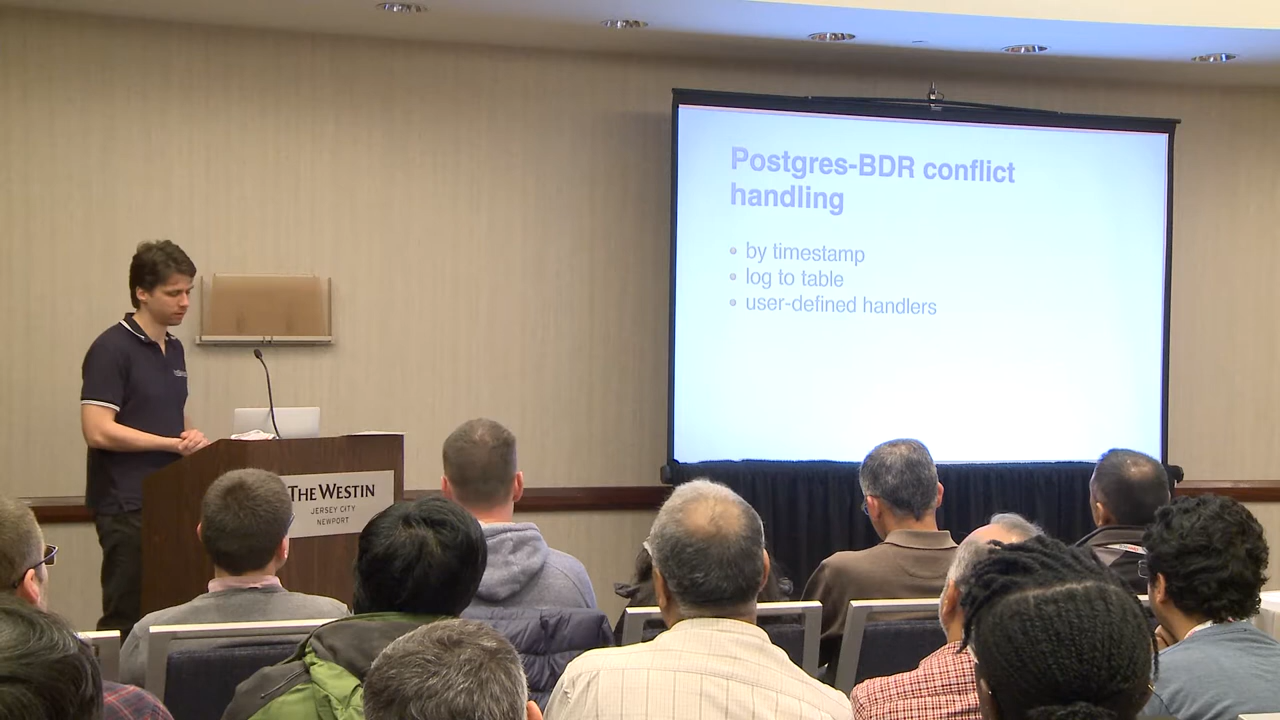 Postgres-BDR conflict
handling
by timestamp
log to table
user-defined handlers
THE WESTIN
JERSEY CITY
NEWPORT